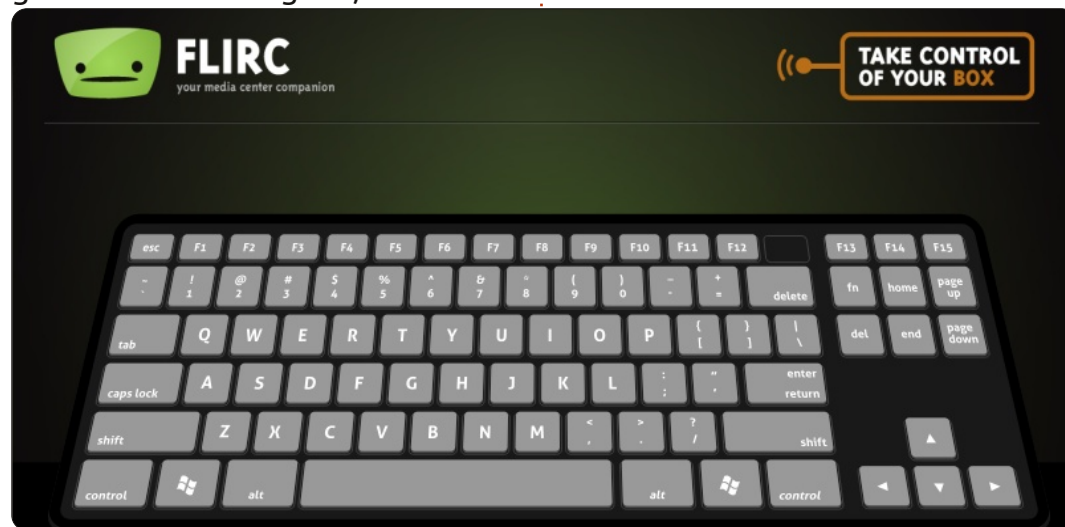 FLIRC
your media center companion
TAKE CONTROL
OF YOUR BOX
esc F1 F2 F3 F4 F5 F6 F7 F8 F9 F10 F11 F12 F13 F14 F15
~ ! @ # $ % ^ & * ( ) - +
` 1 2 3 4 5 6 7 8 9 0 - = delete fn home page up
tab Q W E R T Y U I O P { [ } ] | \ del end page down
caps lock A S D F G H J K L : ; " ' enter return
shift Z X C V B N M < , > . ? / shift
control alt alt control